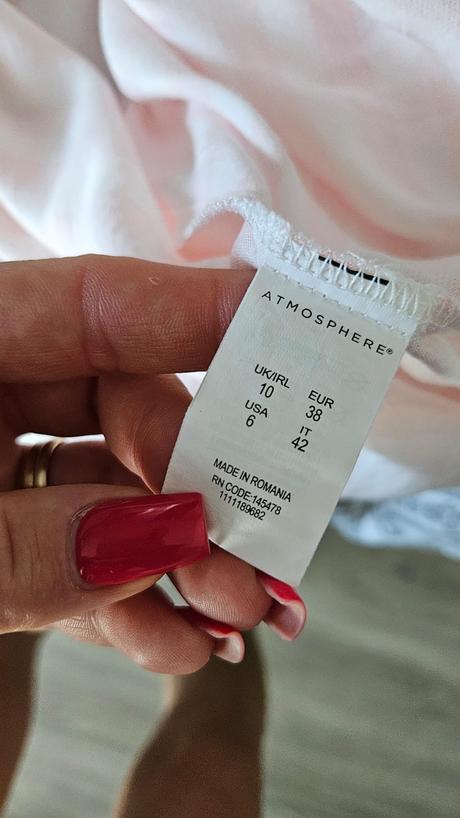 ATMOSPHERE®
UK/IRL EUR
10 38
USA IT
6 42
MADE IN ROMANIA
RN CODE:145478
1111189682